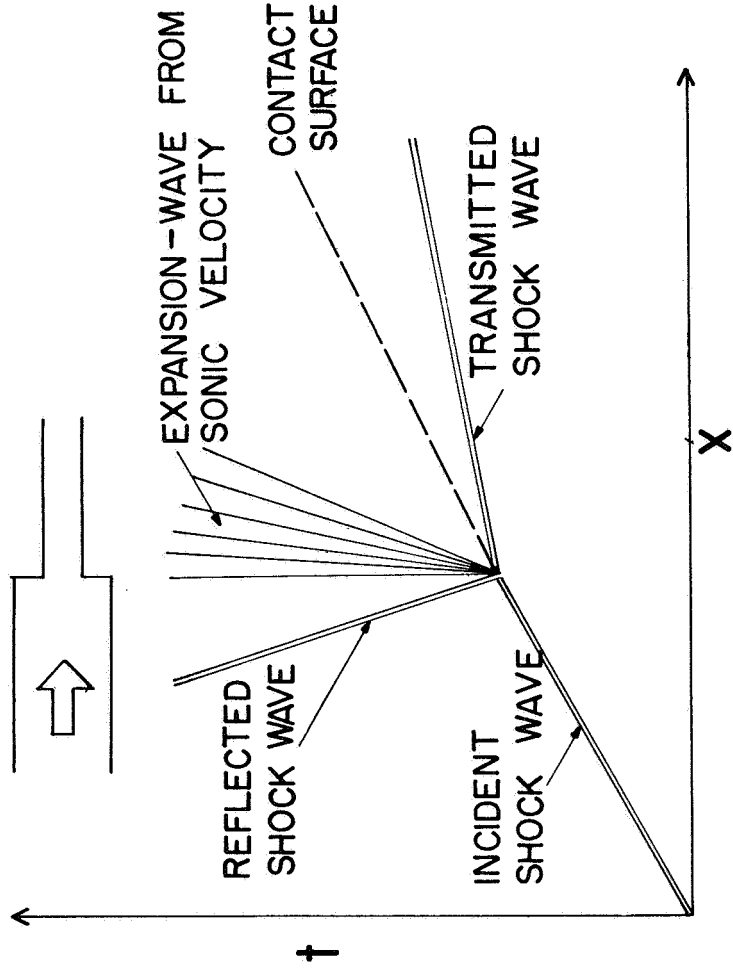 EXPANSION-WAVE FROM
SONIC VELOCITY
CONTACT
SURFACE
REFLECTED
SHOCK WAVE
TRANSMITTED
SHOCK WAVE
INCIDENT
SHOCK WAVE
t
X